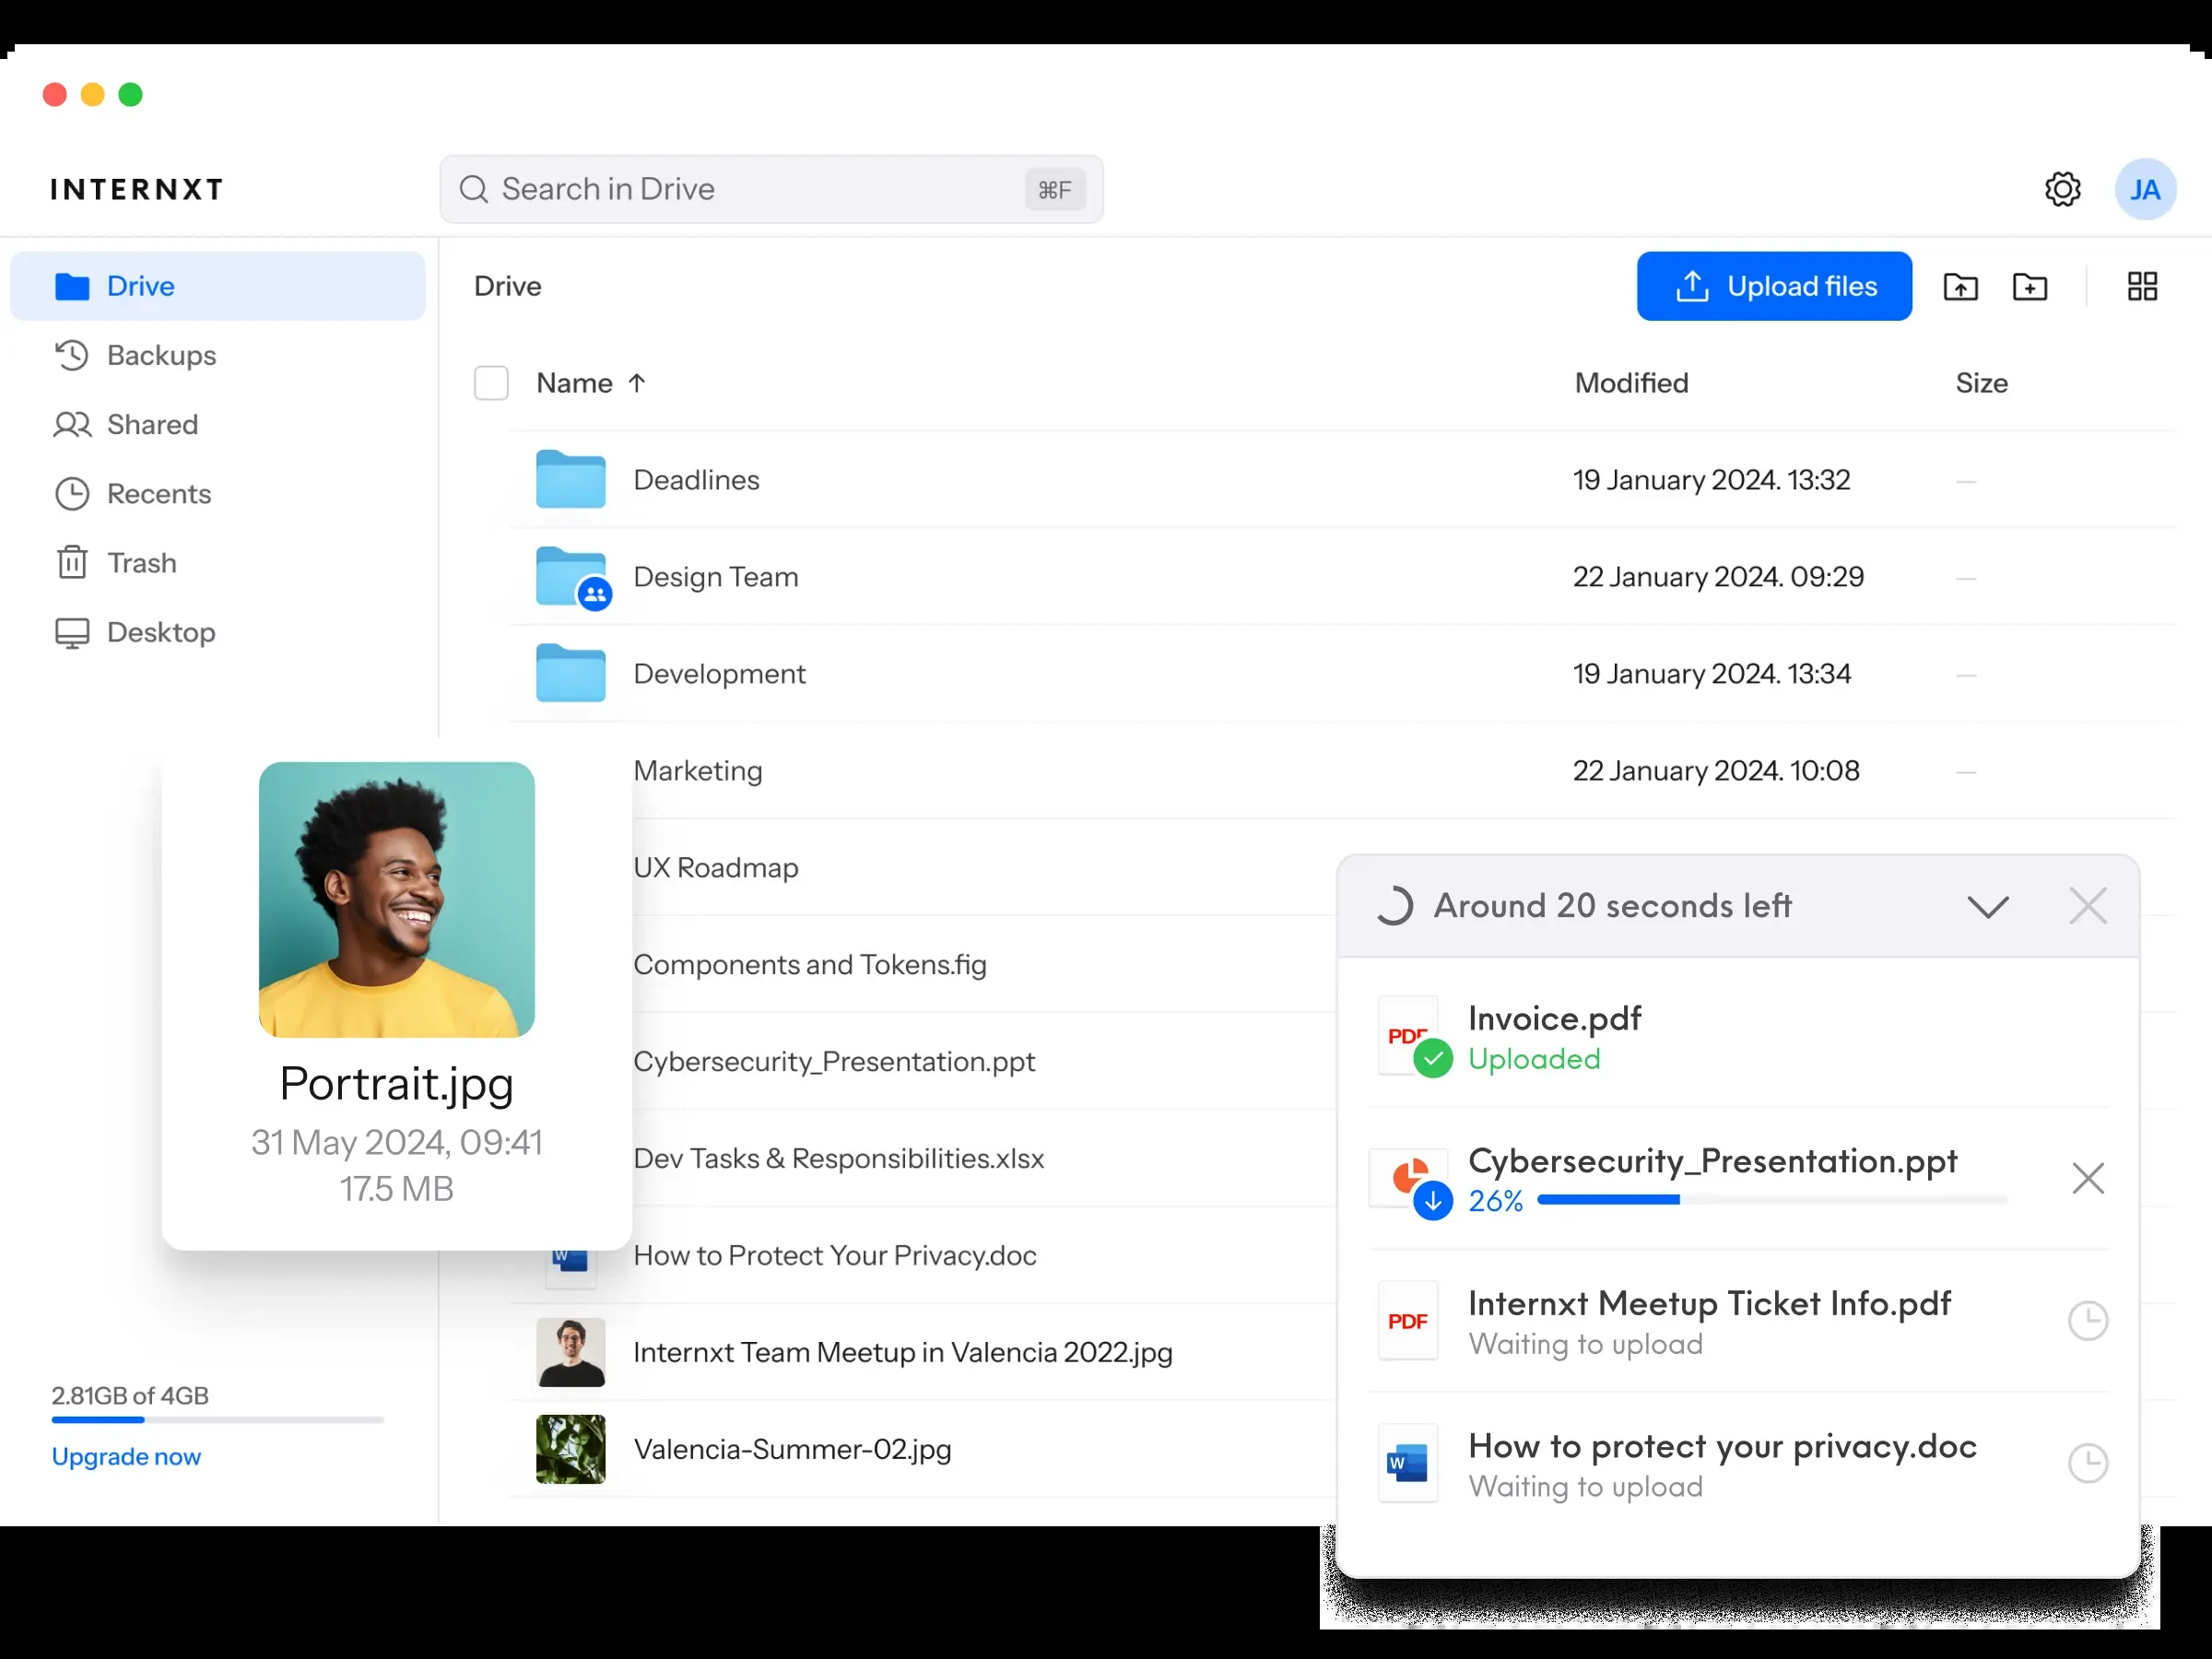 INTERNXT
Search in Drive
⌘F
JA
Drive
Backups
Shared
Recents
Trash
Desktop
2.81GB of 4GB
Upgrade now
Drive
Upload files
Name ↑ Modified Size
Deadlines 19 January 2024. 13:32 —
Design Team 22 January 2024. 09:29 —
Development 19 January 2024. 13:34 —
Marketing 22 January 2024. 10:08 —
UX Roadmap
Components and Tokens.fig
Cybersecurity_Presentation.ppt
Dev Tasks & Responsibilities.xlsx
W
How to Protect Your Privacy.doc
Internxt Team Meetup in Valencia 2022.jpg
Valencia-Summer-02.jpg
Portrait.jpg
31 May 2024, 09:41
17.5 MB
Around 20 seconds left
PDF
Invoice.pdf
Uploaded
Cybersecurity_Presentation.ppt
26%
PDF
Internxt Meetup Ticket Info.pdf
Waiting to upload
W
How to protect your privacy.doc
Waiting to upload